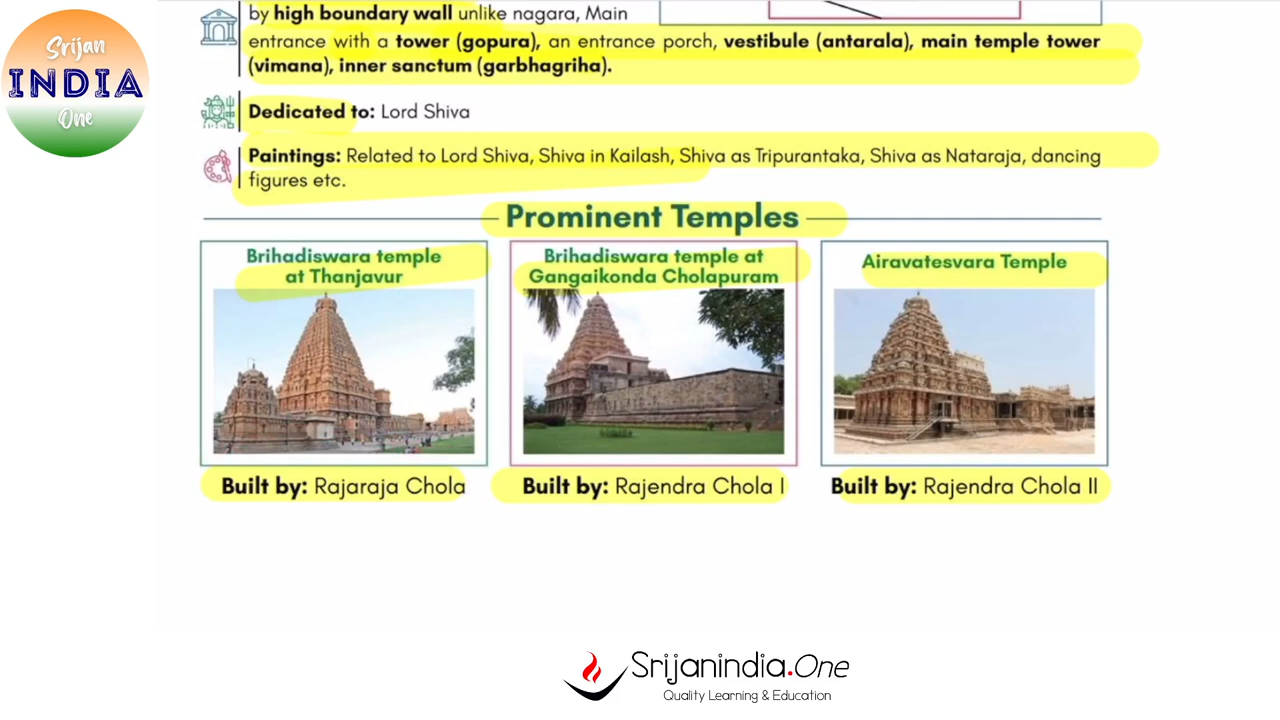 Srijan
INDIA
One
by high boundary wall unlike nagara, Main
entrance with a tower (gopura), an entrance porch, vestibule (antarala), main temple tower
(vimana), inner sanctum (garbhagriha).
Dedicated to: Lord Shiva
Paintings: Related to Lord Shiva, Shiva in Kailash, Shiva as Tripurantaka, Shiva as Nataraja, dancing
figures etc.
Prominent Temples
Brihadiswara temple
at Thanjavur
Brihadiswara temple at
Gangaikonda Cholapuram
Airavatesvara Temple
Built by: Rajaraja Chola
Built by: Rajendra Chola I
Built by: Rajendra Chola II
Srijanindia.One
Quality Learning & Education